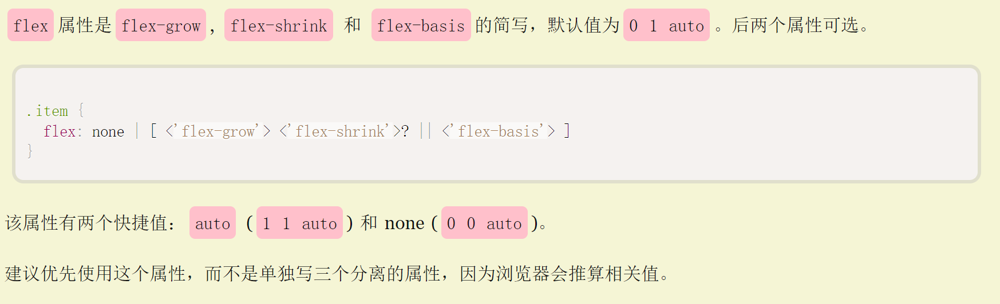 flex 属性是 flex-grow , flex-shrink 和 flex-basis 的简写，默认值为 0 1 auto 。后两个属性可选。
.item {
  flex: none | [ <'flex-grow'> <'flex-shrink'>? || <'flex-basis'> ]
}
该属性有两个快捷值： auto ( 1 1 auto ) 和 none ( 0 0 auto )。
建议优先使用这个属性，而不是单独写三个分离的属性，因为浏览器会推算相关值。